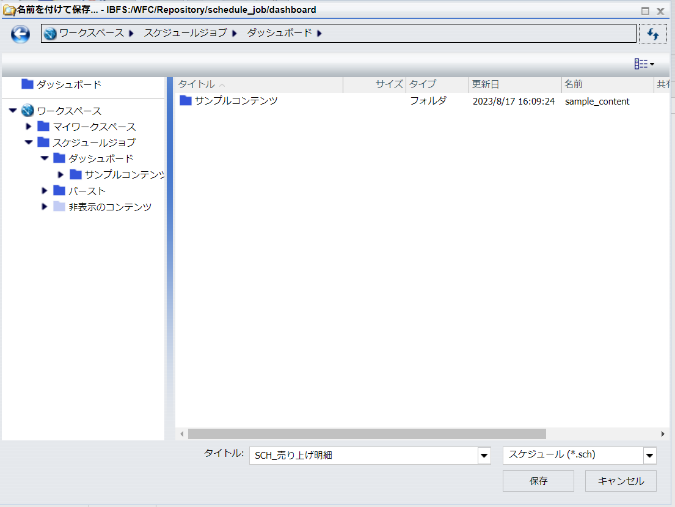 名前を付けて保存... - IBFS:/WFC/Repository/schedule_job/dashboard
ワークスペース スケジュールジョブ ダッシュボード
ダッシュボード
ワークスペース
マイワークスペース
スケジュールジョブ
ダッシュボード
サンプルコンテンツ
バースト
非表示のコンテンツ
タイトル サイズ タイプ 更新日 名前 共有
サンプルコンテンツ フォルダ 2023/8/17 16:09:24 sample_content
タイトル: SCH_売り上げ明細 スケジュール (*.sch)
保存 キャンセル